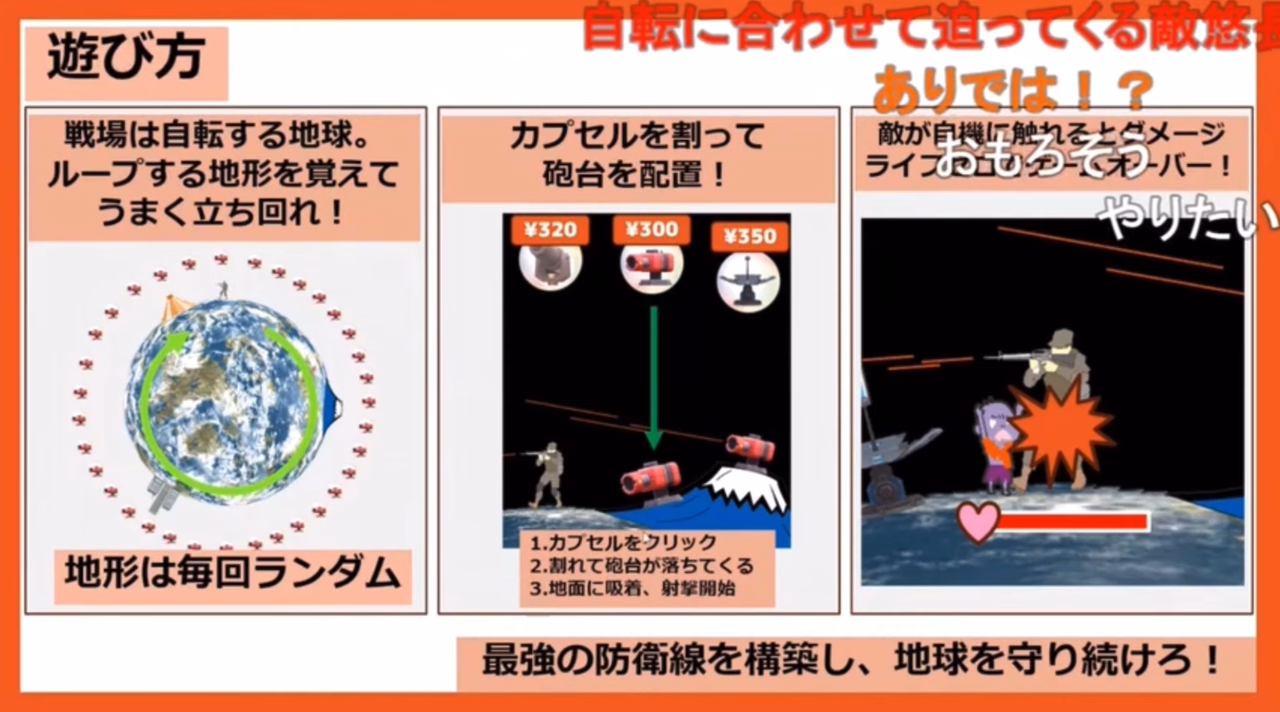 自転に合わせて迫ってくる敵悠長
遊び方
ありでは！？
戦場は自転する地球。
ループする地形を覚えて
うまく立ち回れ！
カプセルを割って
砲台を配置！
敵が自機に触れるとダメージ
おもろそう
オーバー！
やりたい
¥320
¥300
¥350
1.カプセルをクリック
2.割れて砲台が落ちてくる
3.地面に吸着、射撃開始
地形は毎回ランダム
最強の防衛線を構築し、地球を守り続けろ！